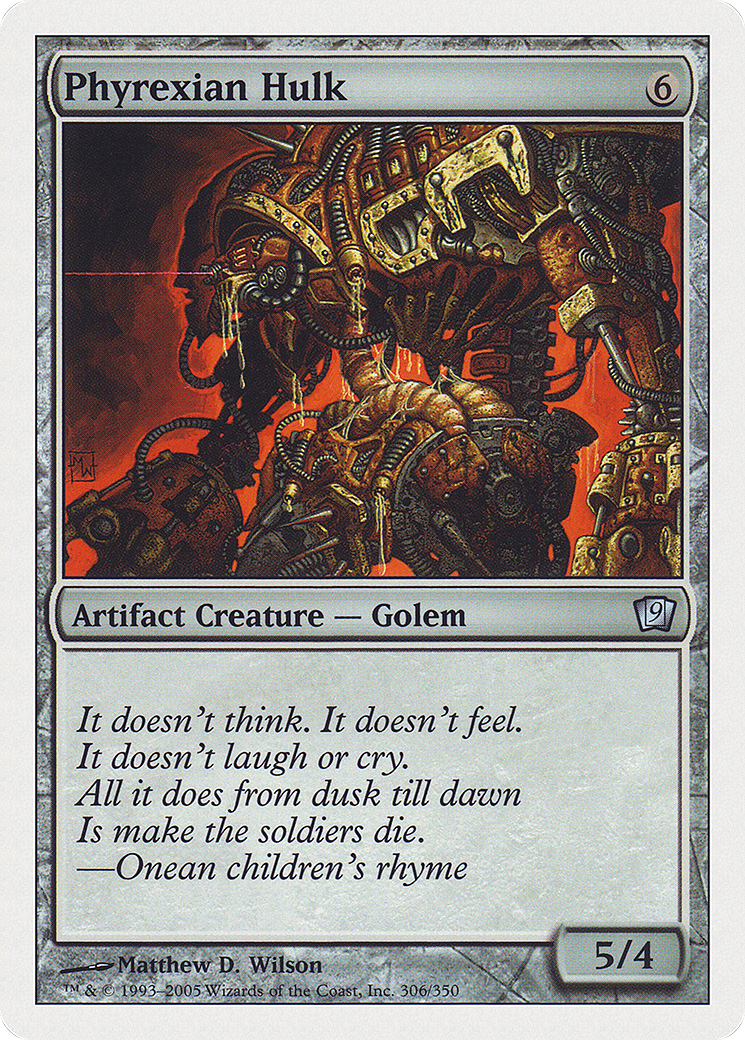 Phyrexian Hulk 6
MW
Artifact Creature — Golem 9
It doesn't think. It doesn't feel.
It doesn't laugh or cry.
All it does from dusk till dawn
Is make the soldiers die.
—Onean children's rhyme
5/4
Matthew D. Wilson
™ & © 1993–2005 Wizards of the Coast, Inc. 306/350